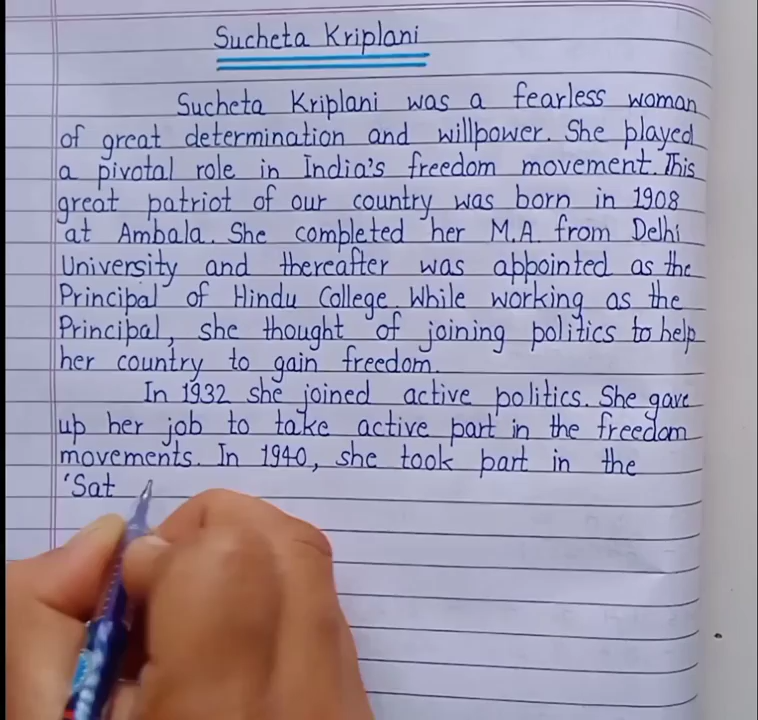 Sucheta Kriplani
Sucheta Kriplani was a fearless woman
of great determination and willpower. She played
a pivotal role in India's freedom movement. This
great patriot of our country was born in 1908
at Ambala. She completed her M.A. from Delhi
University and thereafter was appointed as the
Principal of Hindu College. While working as the
Principal, she thought of joining politics to help
her country to gain freedom.
In 1932 she joined active politics. She gave
up her job to take active part in the freedom
movements. In 1940, she took part in the
'Sat